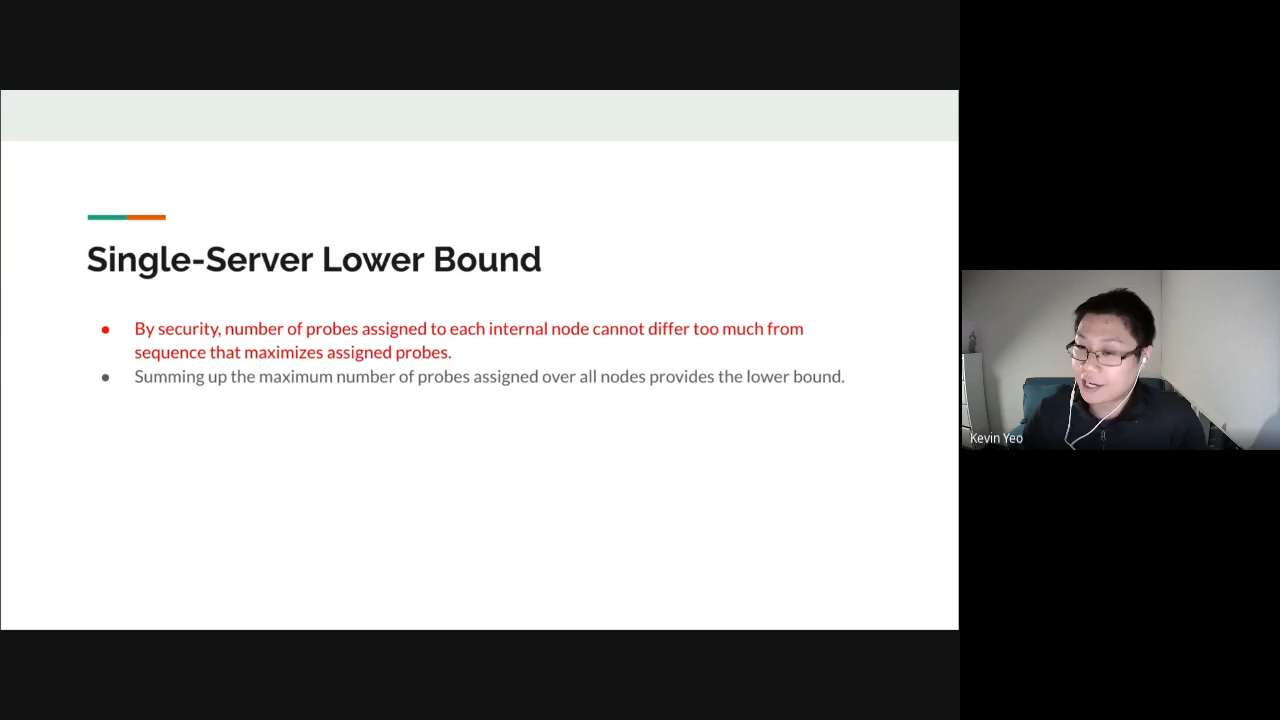 Single-Server Lower Bound
● By security, number of probes assigned to each internal node cannot differ too much from
sequence that maximizes assigned probes.
● Summing up the maximum number of probes assigned over all nodes provides the lower bound.
Kevin Yeo